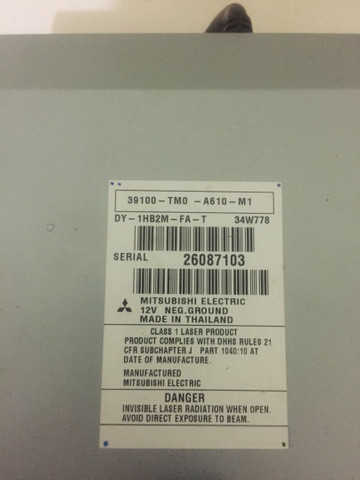 39100-TM0 -A610-M1
DY-1HB2M-FA-T 34W778
SERIAL 26087103
MITSUBISHI ELECTRIC
12V NEG.GROUND
MADE IN THAILAND
CLASS 1 LASER PRODUCT
PRODUCT COMPLIES WITH DHHS RULES 21
CFR SUBCHAPTER J PART 1040:10 AT
DATE OF MANUFACTURE.
MANUFACTURED
MITSUBISHI ELECTRIC
DANGER
INVISIBLE LASER RADIATION WHEN OPEN.
AVOID DIRECT EXPOSURE TO BEAM.